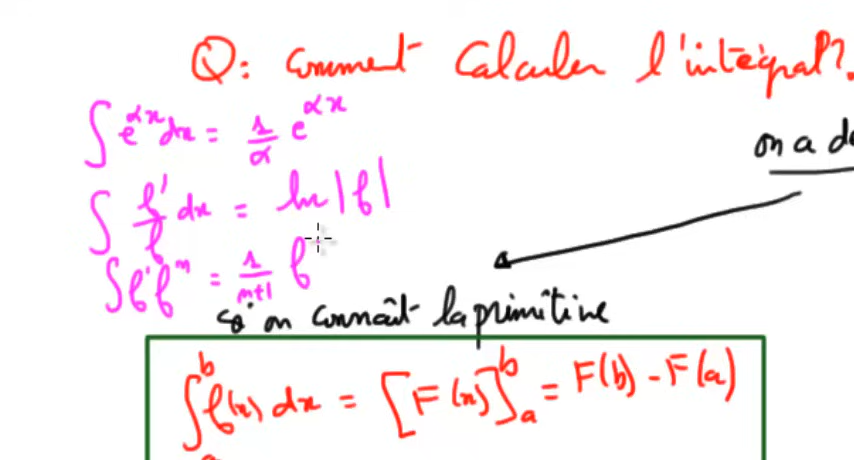 Q: Comment Calculer l'intégral?.
∫ e^{αx} dx = 1/α e^{αx}
on a de
∫ f'/f dx = ln |f|
∫ f' f^n = 1/(n+1) f
si on connaît la primitive
∫_a^b f(x) dx = [F(x)]_a^b = F(b) - F(a)